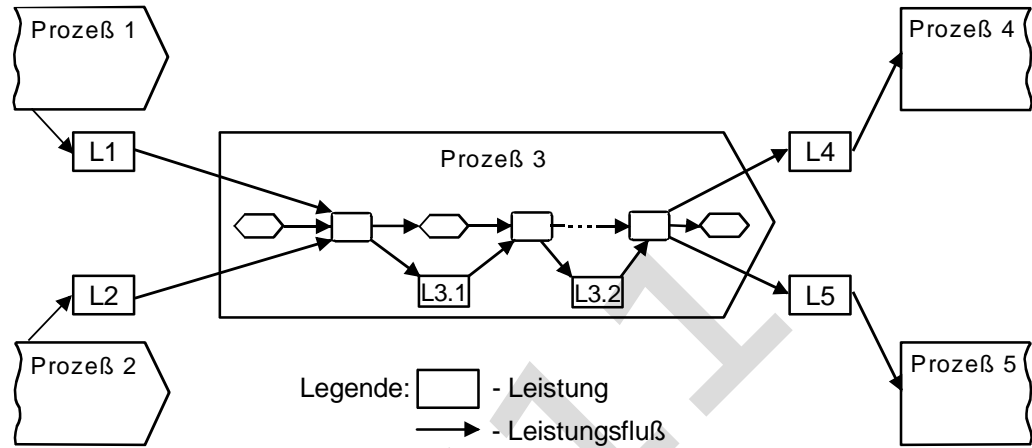 Prozeß 1
Prozeß 4
L1
L4
Prozeß 3
L3.1
L3.2
L2
L5
Prozeß 2
Prozeß 5
Legende: - Leistung
- Leistungsfluß